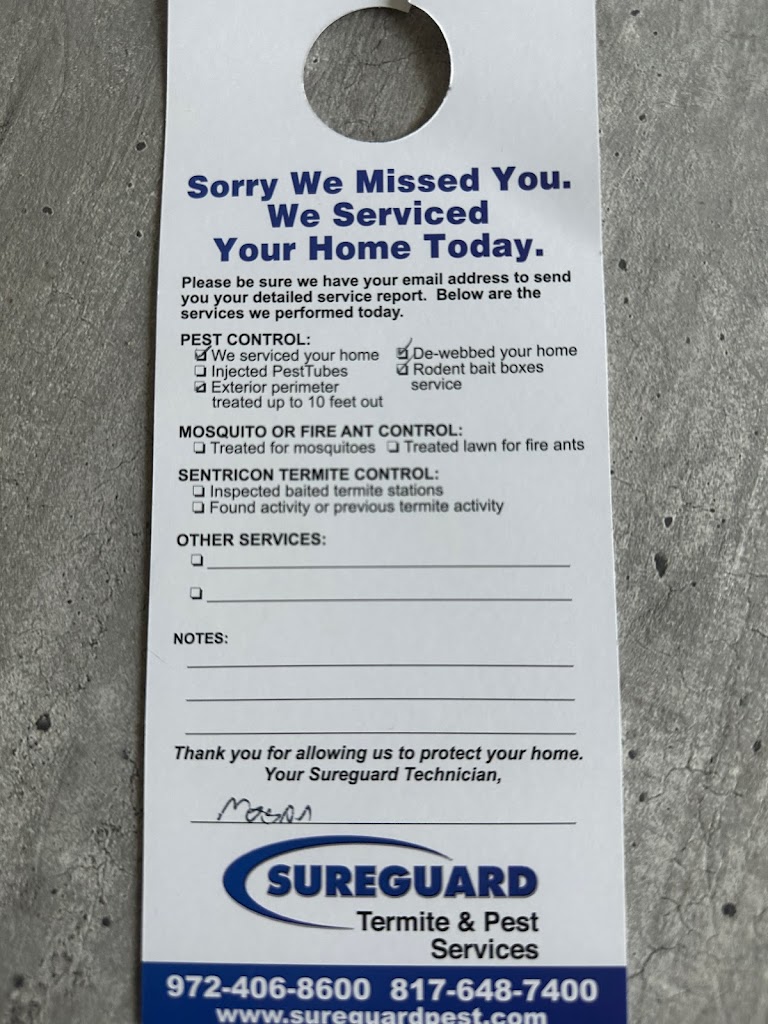 Sorry We Missed You.
We Serviced
Your Home Today.
Please be sure we have your email address to send
you your detailed service report. Below are the
services we performed today.
PEST CONTROL:
☑ We serviced your home ☑ De-webbed your home
☐ Injected PestTubes ☑ Rodent bait boxes
☑ Exterior perimeter service
treated up to 10 feet out
MOSQUITO OR FIRE ANT CONTROL:
☐ Treated for mosquitoes ☐ Treated lawn for fire ants
SENTRICON TERMITE CONTROL:
☐ Inspected baited termite stations
☐ Found activity or previous termite activity
OTHER SERVICES:
☐
☐
NOTES:
Thank you for allowing us to protect your home.
Your Sureguard Technician,
Mason
SUREGUARD
Termite & Pest
Services
972-406-8600 817-648-7400
www.sureguardpest.com